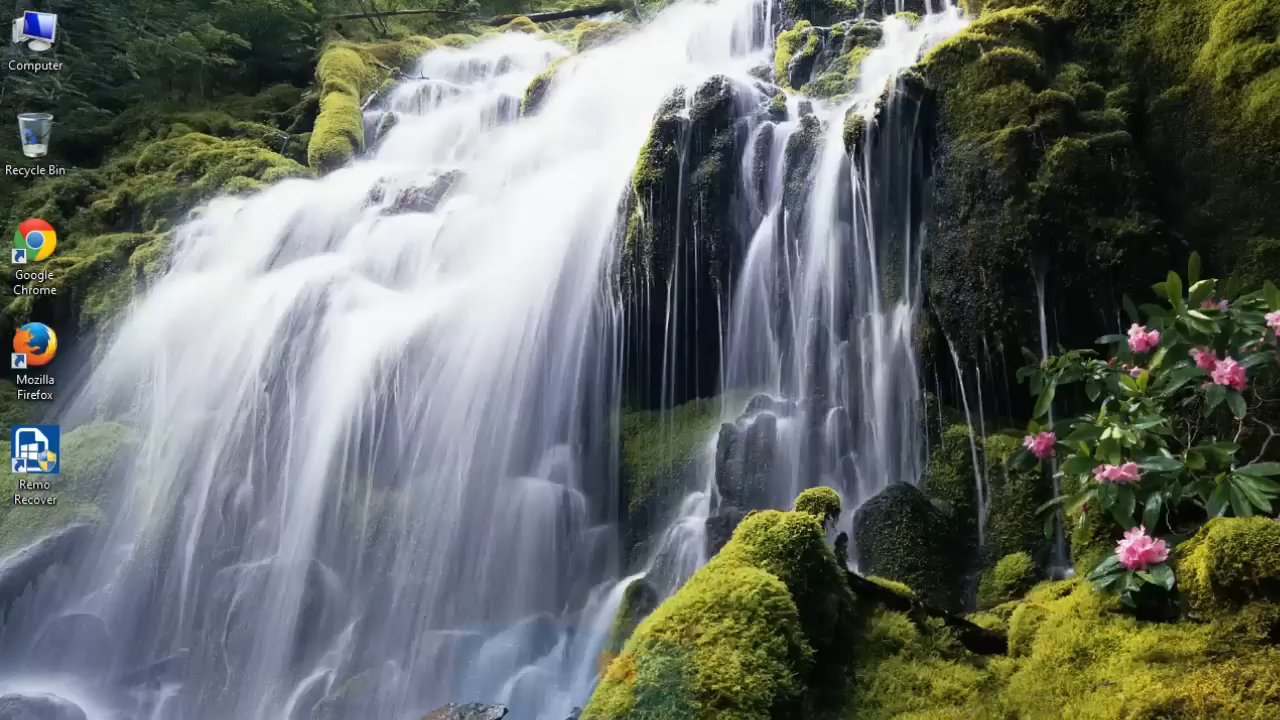 Computer
Recycle Bin
Google
Chrome
Mozilla
Firefox
Remo
Recover